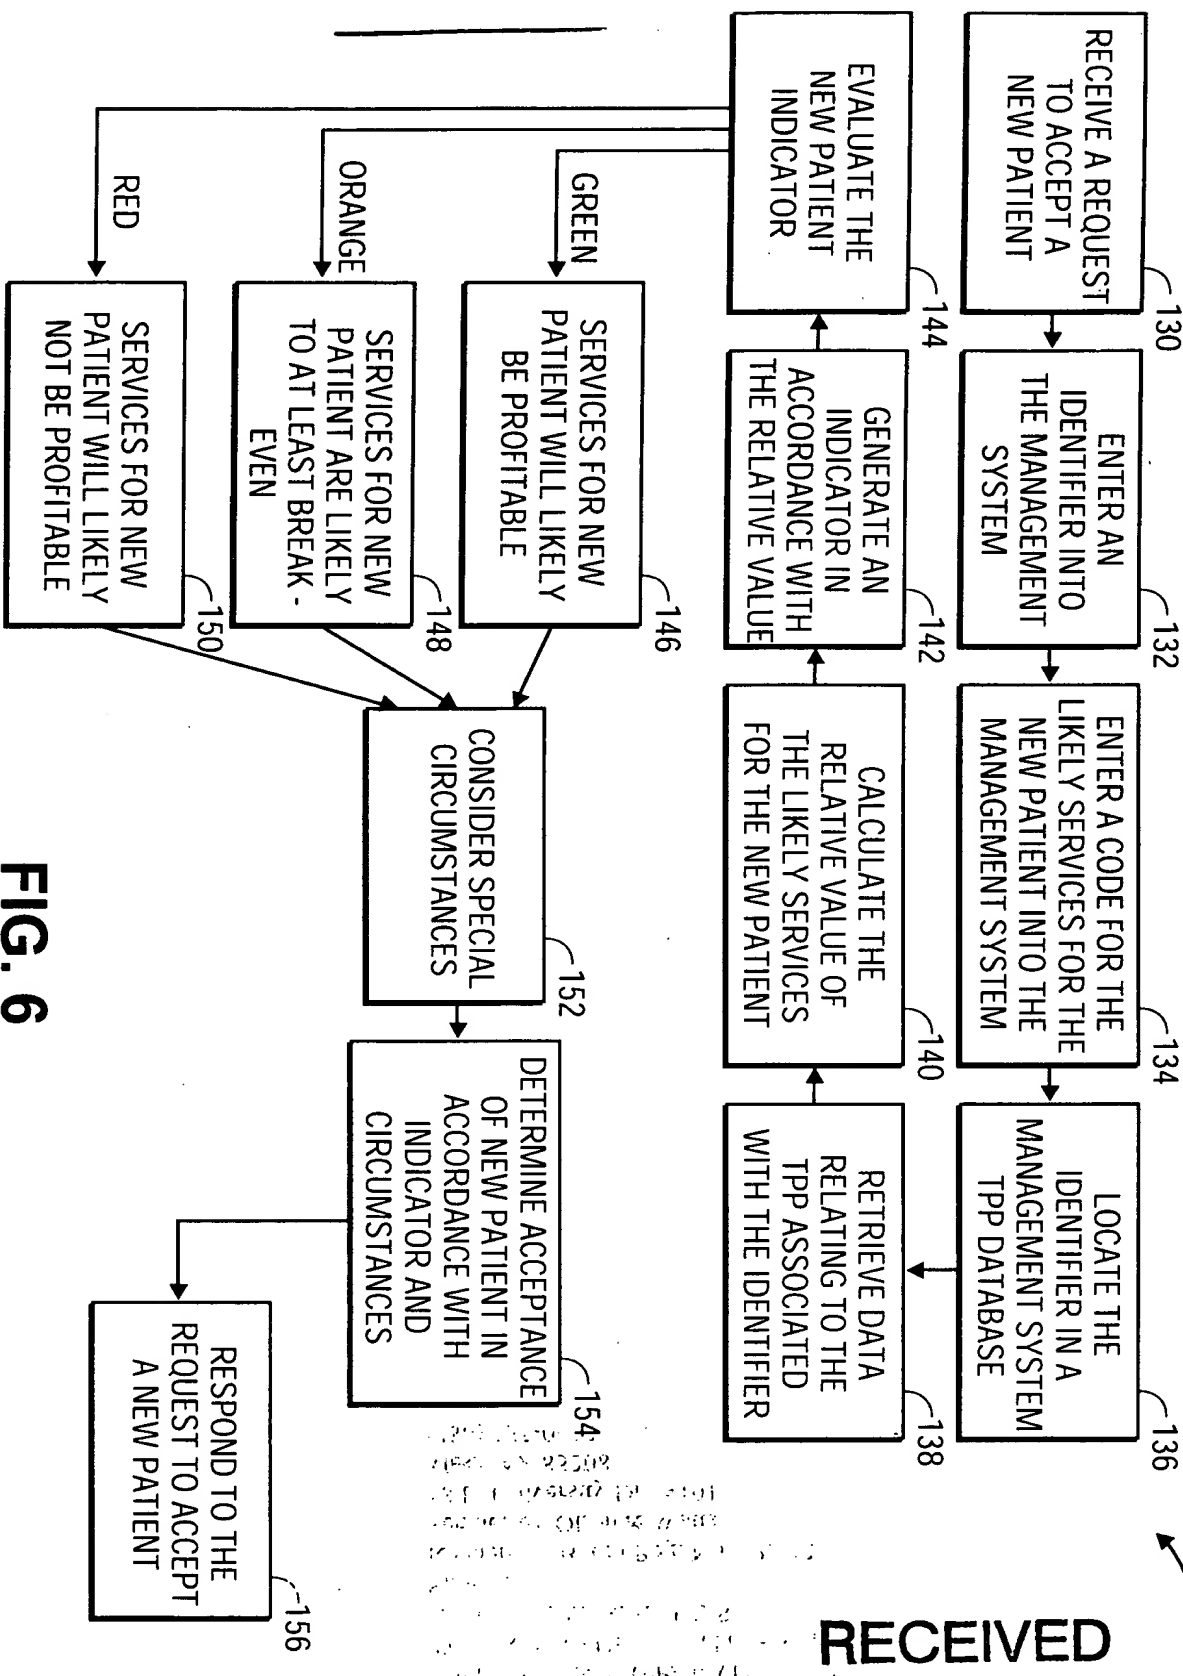 RECEIVE A REQUEST
TO ACCEPT A
NEW PATIENT
130
ENTER AN
IDENTIFIER INTO
THE MANAGEMENT
SYSTEM
132
ENTER A CODE FOR THE
LIKELY SERVICES FOR THE
NEW PATIENT INTO THE
MANAGEMENT SYSTEM
134
LOCATE THE
IDENTIFIER IN A
MANAGEMENT SYSTEM
TPP DATABASE
136
EVALUATE THE
NEW PATIENT
INDICATOR
144
GENERATE AN
INDICATOR IN
ACCORDANCE WITH
THE RELATIVE VALUE
142
CALCULATE THE
RELATIVE VALUE OF
THE LIKELY SERVICES
FOR THE NEW PATIENT
140
RETRIEVE DATA
RELATING TO THE
TPP ASSOCIATED
WITH THE IDENTIFIER
138
GREEN
SERVICES FOR NEW
PATIENT WILL LIKELY
BE PROFITABLE
146
ORANGE
SERVICES FOR NEW
PATIENT ARE LIKELY
TO AT LEAST BREAK-
EVEN
148
RED
SERVICES FOR NEW
PATIENT WILL LIKELY
NOT BE PROFITABLE
150
CONSIDER SPECIAL
CIRCUMSTANCES
152
DETERMINE ACCEPTANCE
OF NEW PATIENT IN
ACCORDANCE WITH
INDICATOR AND
CIRCUMSTANCES
154
RESPOND TO THE
REQUEST TO ACCEPT
A NEW PATIENT
156
FIG. 6
RECEIVED